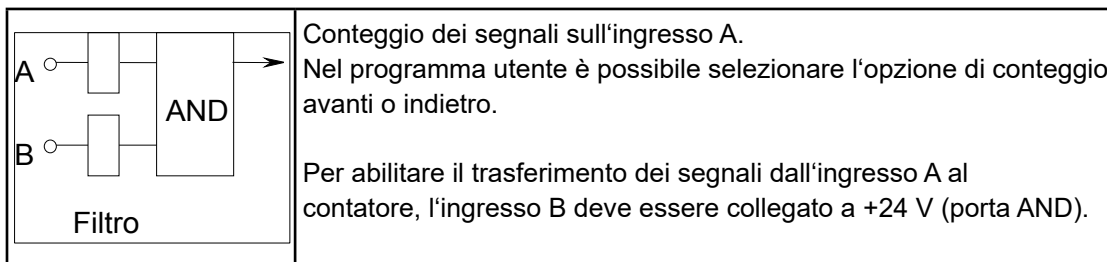 A
B
AND
Filtro
Conteggio dei segnali sull‘ingresso A.
Nel programma utente è possibile selezionare l‘opzione di conteggio
avanti o indietro.
Per abilitare il trasferimento dei segnali dall‘ingresso A al
contatore, l‘ingresso B deve essere collegato a +24 V (porta AND).